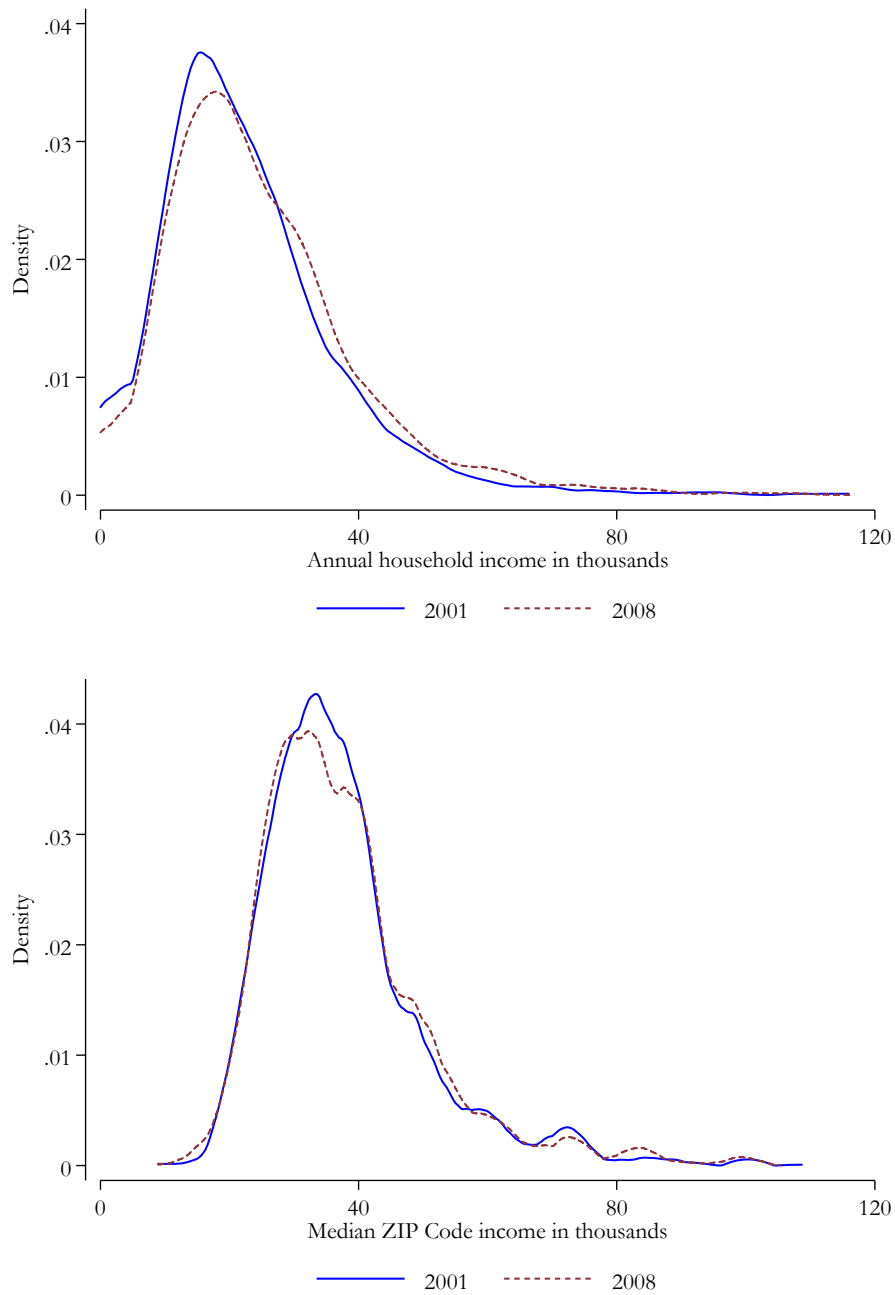 .04
.03
.02
.01
0
Density
0 40 80 120
Annual household income in thousands
2001 2008
.04
.03
.02
.01
0
Density
0 40 80 120
Median ZIP Code income in thousands
2001 2008